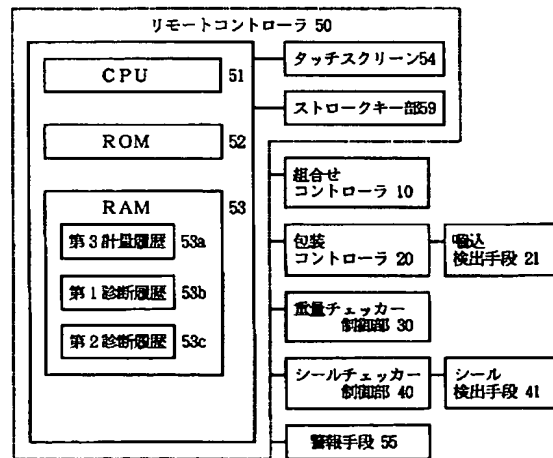 リモートコントローラ 50
CPU 51
ROM 52
RAM 53
第3計量履歴 53a
第1診断履歴 53b
第2診断履歴 53c
タッチスクリーン54
ストロークキー部59
組合せ
コントローラ 10
包装
コントローラ 20
噛込
検出手段 21
重量チェッカー
制御部 30
シールチェッカー
制御部 40
シール
検出手段 41
警報手段 55